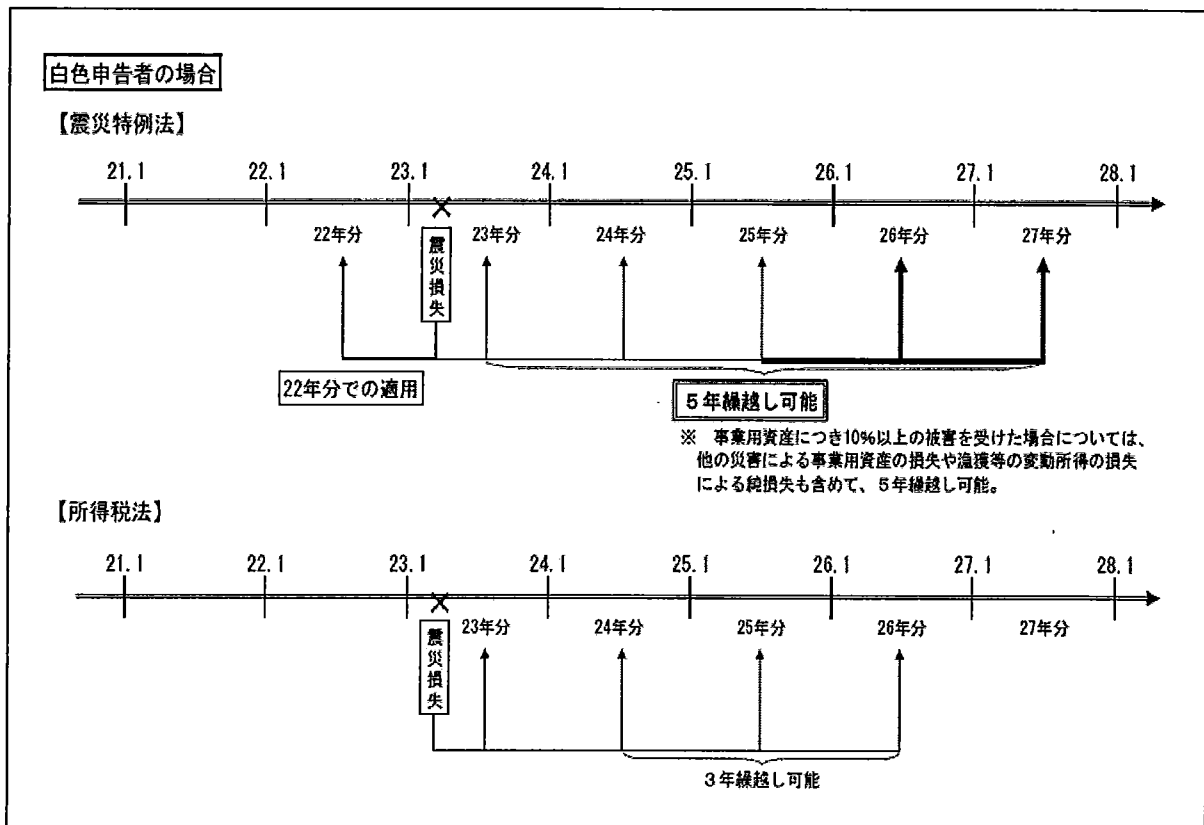 白色申告者の場合
【震災特例法】
21.1 22.1 23.1 24.1 25.1 26.1 27.1 28.1
22年分 震災損失 23年分 24年分 25年分 26年分 27年分
22年分での適用
5年繰越し可能
※ 事業用資産につき10%以上の被害を受けた場合については、
他の災害による事業用資産の損失や漁獲等の変動所得の損失
による純損失も含めて、5年繰越し可能。
【所得税法】
21.1 22.1 23.1 24.1 25.1 26.1 27.1 28.1
震災損失 23年分 24年分 25年分 26年分 27年分
3年繰越し可能